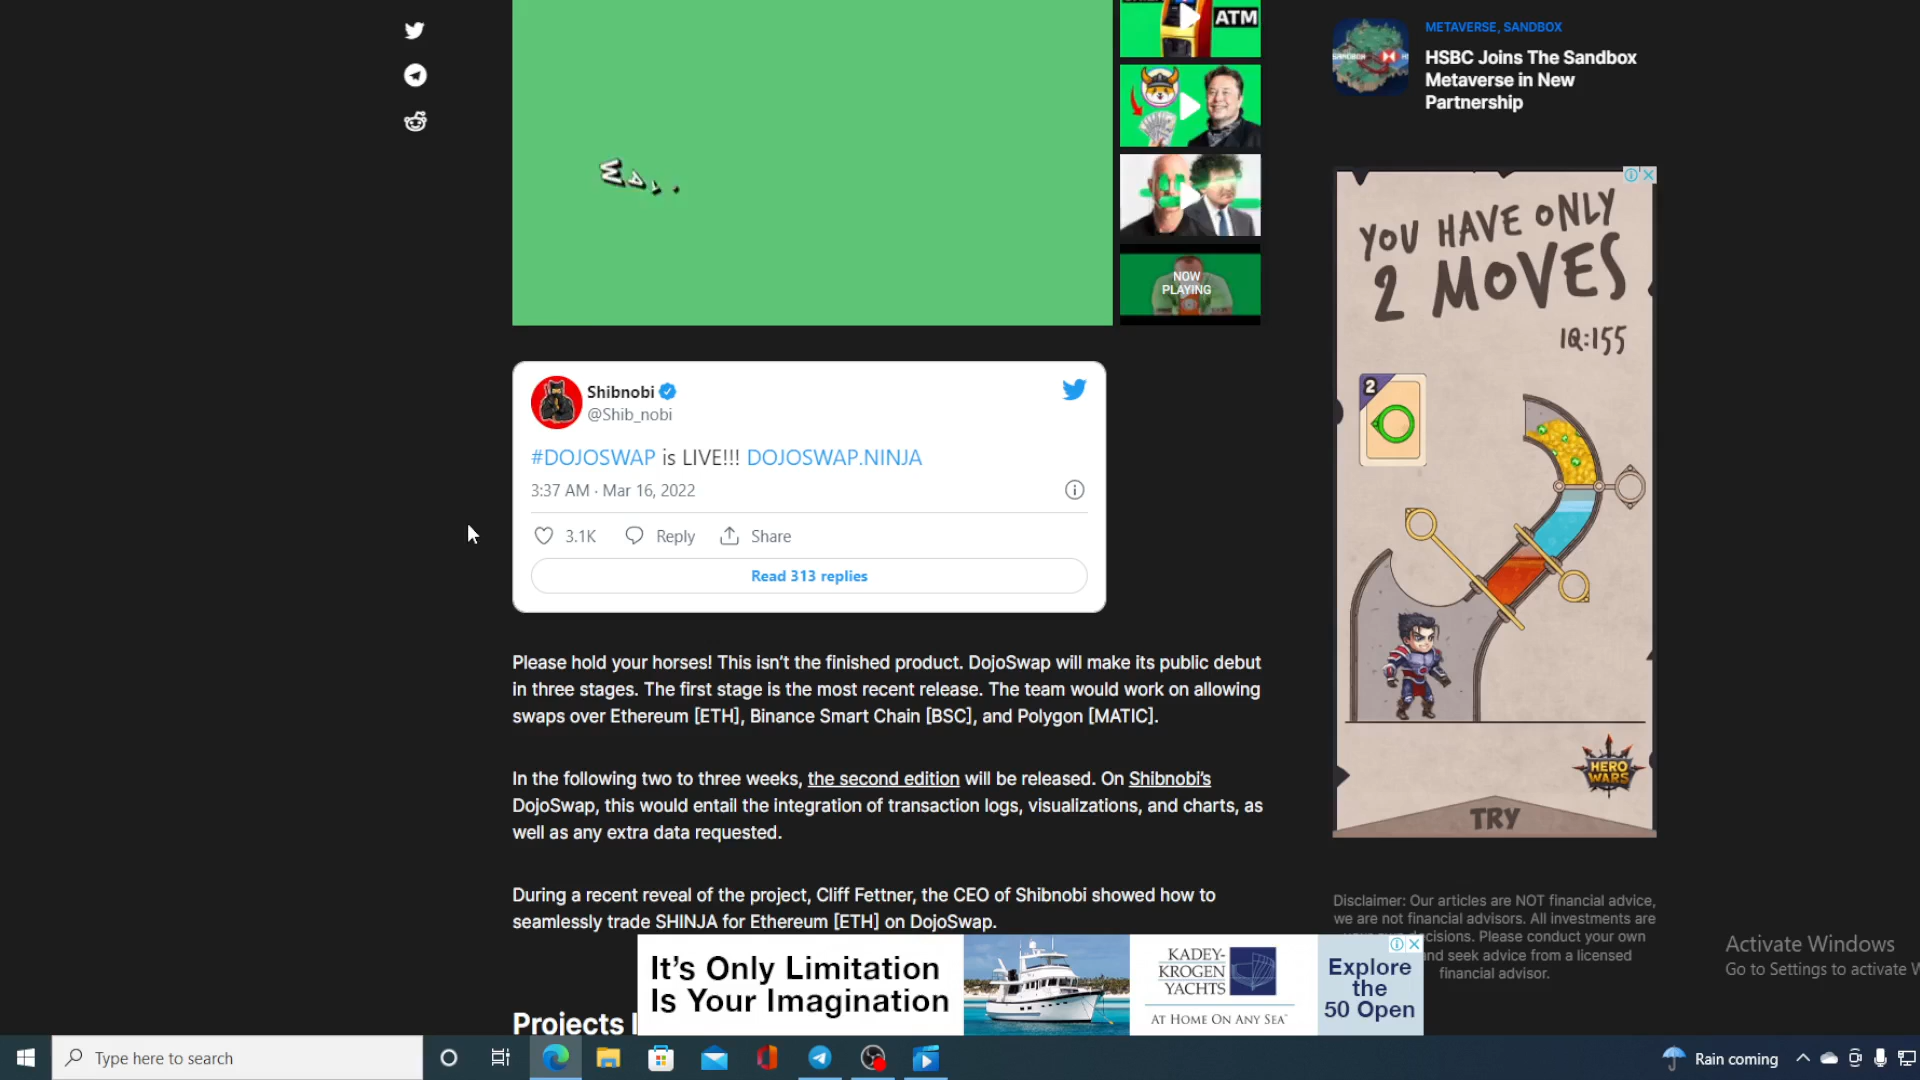 ATM
METAVERSE, SANDBOX
HSBC Joins The Sandbox
Metaverse in New
Partnership
NOW
PLAYING
YOU HAVE ONLY
2 MOVES
IQ:155
2
HERO
WARS
TRY
Shibnobi
@Shib_nobi
#DOJOSWAP is LIVE!!! DOJOSWAP.NINJA
3:37 AM · Mar 16, 2022
3.1K Reply Share
Read 313 replies
Please hold your horses! This isn't the finished product. DojoSwap will make its public debut
in three stages. The first stage is the most recent release. The team would work on allowing
swaps over Ethereum [ETH], Binance Smart Chain [BSC], and Polygon [MATIC].
In the following two to three weeks, the second edition will be released. On Shibnobi's
DojoSwap, this would entail the integration of transaction logs, visualizations, and charts, as
well as any extra data requested.
During a recent reveal of the project, Cliff Fettner, the CEO of Shibnobi showed how to
seamlessly trade SHINJA for Ethereum [ETH] on DojoSwap.
Projects
Disclaimer: Our articles are NOT financial advice,
we are not financial advisors. All investments are
your own decisions. Please conduct your own
and seek advice from a licensed
financial advisor.
It's Only Limitation
Is Your Imagination
KADEY-
KROGEN
YACHTS
AT HOME ON ANY SEA
Explore
the
50 Open
Activate Windows
Go to Settings to activate W
Type here to search
Rain coming